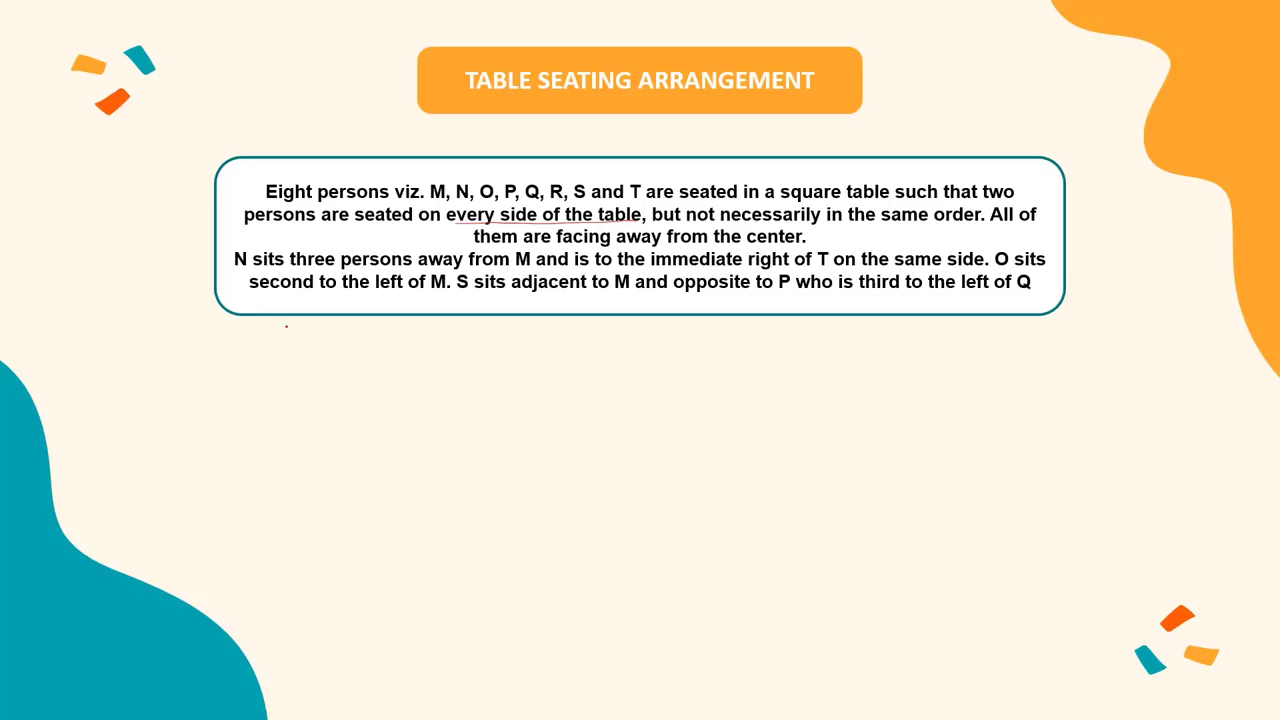 TABLE SEATING ARRANGEMENT
Eight persons viz. M, N, O, P, Q, R, S and T are seated in a square table such that two
persons are seated on every side of the table, but not necessarily in the same order. All of
them are facing away from the center.
N sits three persons away from M and is to the immediate right of T on the same side. O sits
second to the left of M. S sits adjacent to M and opposite to P who is third to the left of Q